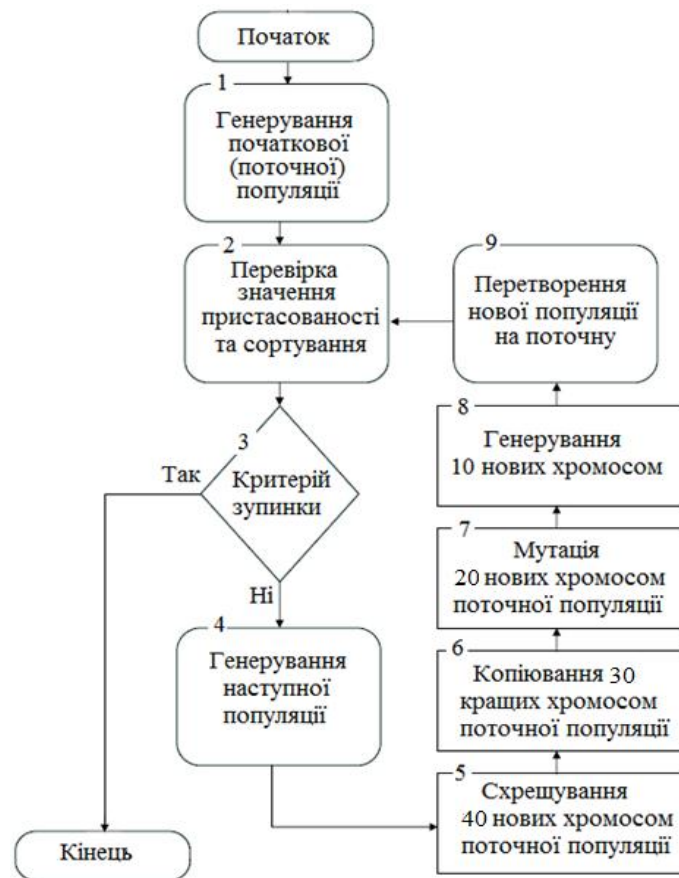 Початок
1
Генерування
початкової
(поточної)
популяції
2
Перевірка
значення
пристасованості
та сортування
3
Критерій
зупинки
Так
Ні
4
Генерування
наступної
популяції
5
Схрещування
40 нових хромосом
поточної популяції
6
Копіювання 30
кращих хромосом
поточної популяції
7
Мутація
20 нових хромосом
поточної популяції
8
Генерування
10 нових хромосом
9
Перетворення
нової популяції
на поточну
Кінець